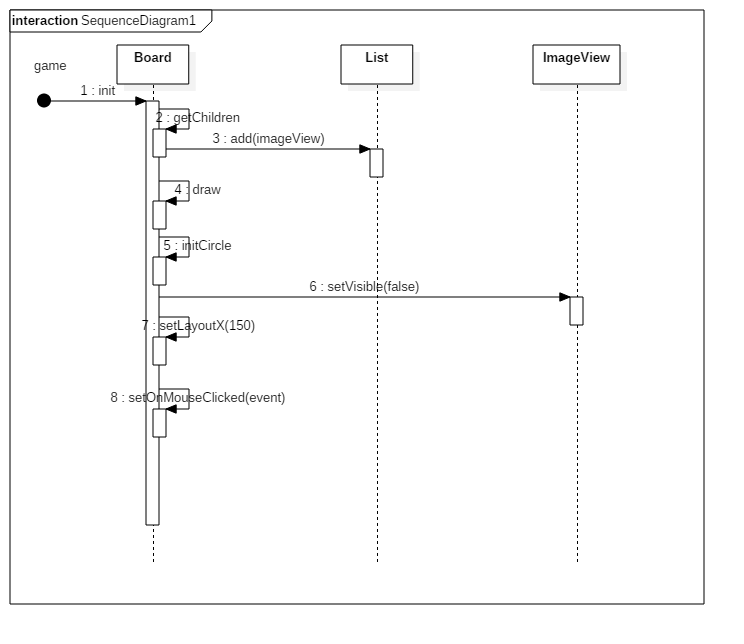 interaction SequenceDiagram1
game
Board
List
ImageView
1 : init
2 : getChildren
3 : add(imageView)
4 : draw
5 : initCircle
6 : setVisible(false)
7 : setLayoutX(150)
8 : setOnMouseClicked(event)